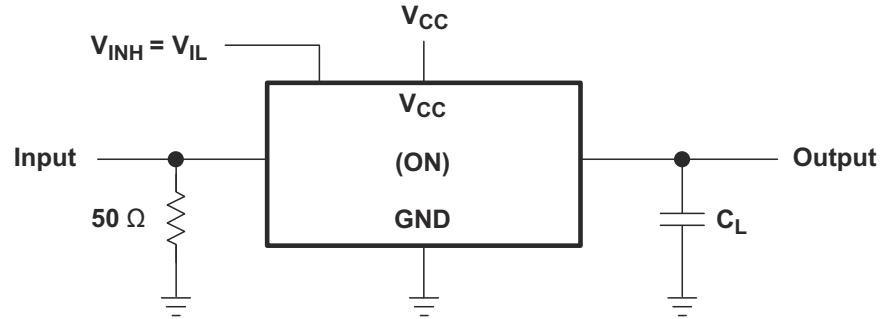 V_CC
V_INH = V_IL
V_CC
Input
(ON)
Output
50 Ω
GND
C_L